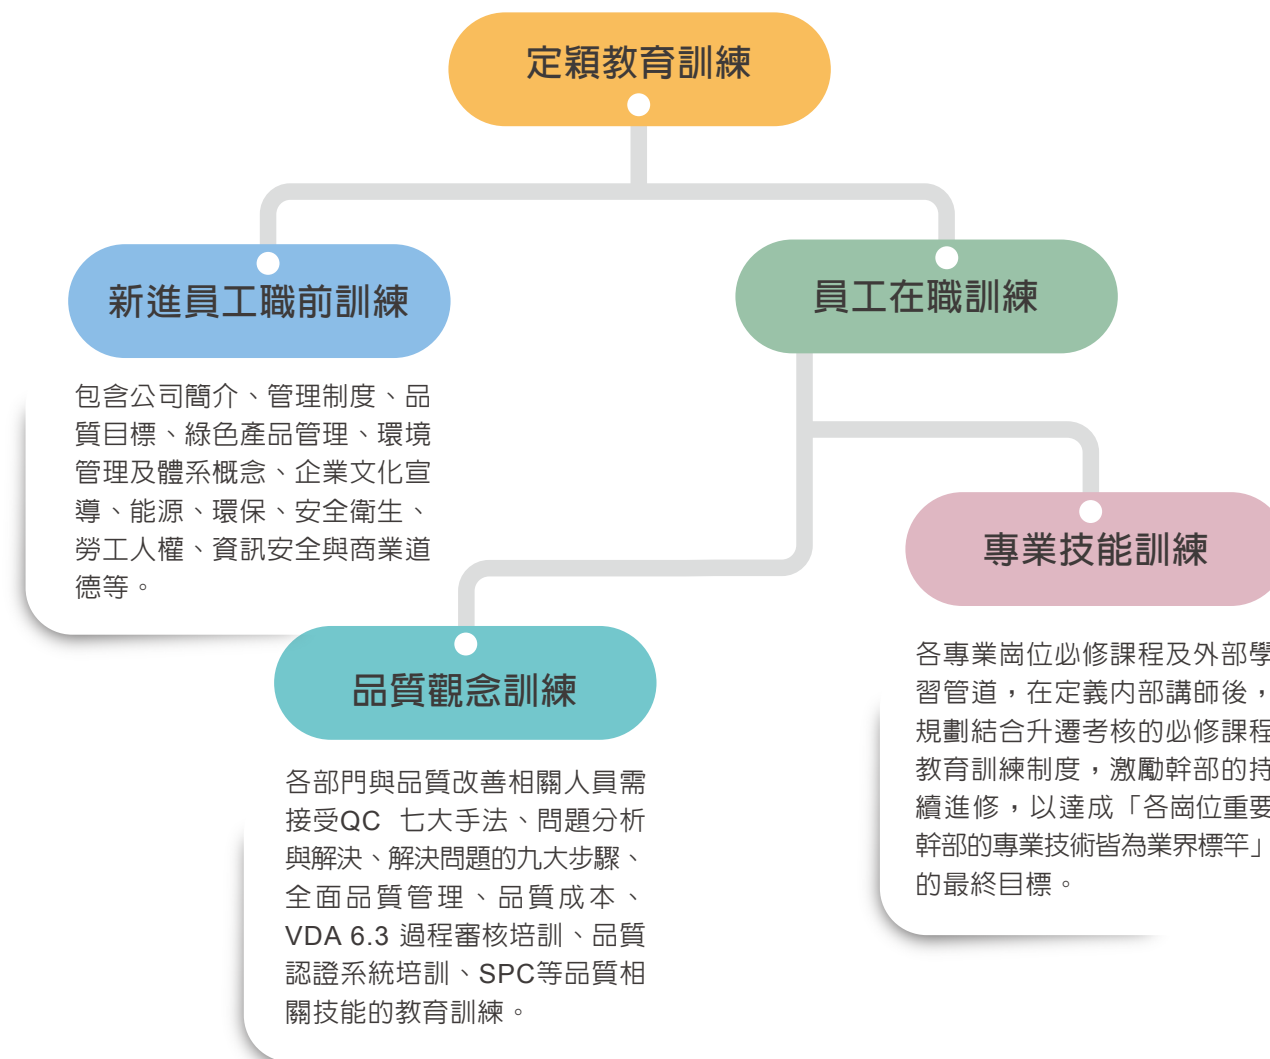 定穎教育訓練
新進員工職前訓練
包含公司簡介、管理制度、品
質目標、綠色產品管理、環境
管理及體系概念、企業文化宣
導、能源、環保、安全衛生、
勞工人權、資訊安全與商業道
德等。
員工在職訓練
品質觀念訓練
各部門與品質改善相關人員需
接受QC 七大手法、問題分析
與解決、解決問題的九大步驟、
全面品質管理、品質成本、
VDA 6.3 過程審核培訓、品質
認證系統培訓、SPC等品質相
關技能的教育訓練。
專業技能訓練
各專業崗位必修課程及外部學
習管道，在定義內部講師後，
規劃結合升遷考核的必修課程
教育訓練制度，激勵幹部的持
續進修，以達成「各崗位重要
幹部的專業技術皆為業界標竿」
的最終目標。